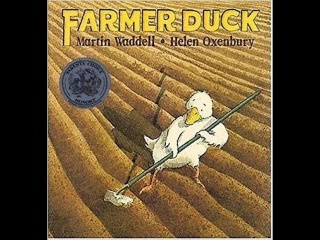 FARMER DUCK
Martin Waddell • Helen Oxenbury